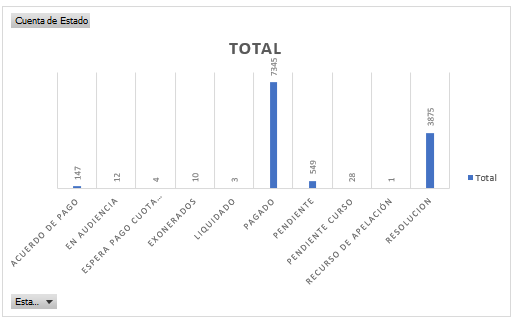 Cuenta de Estado
TOTAL
147
12
4
10
3
7345
549
28
1
3875
Total
ACUERDO DE PAGO
EN AUDIENCIA
ESPERA PAGO CUOTA...
EXONERADOS
LIQUIDADO
PAGADO
PENDIENTE
PENDIENTE CURSO
RECURSO DE APELACIÓN
RESOLUCION
Esta...